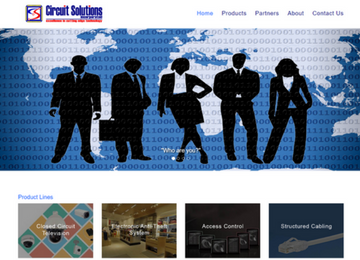 Circuit Solutions
Home Products Partners About Contact Us
"Who are you?"
Product Lines
Closed Circuit
Television
Electronic Anti Theft
System
Access Control
Structured Cabling